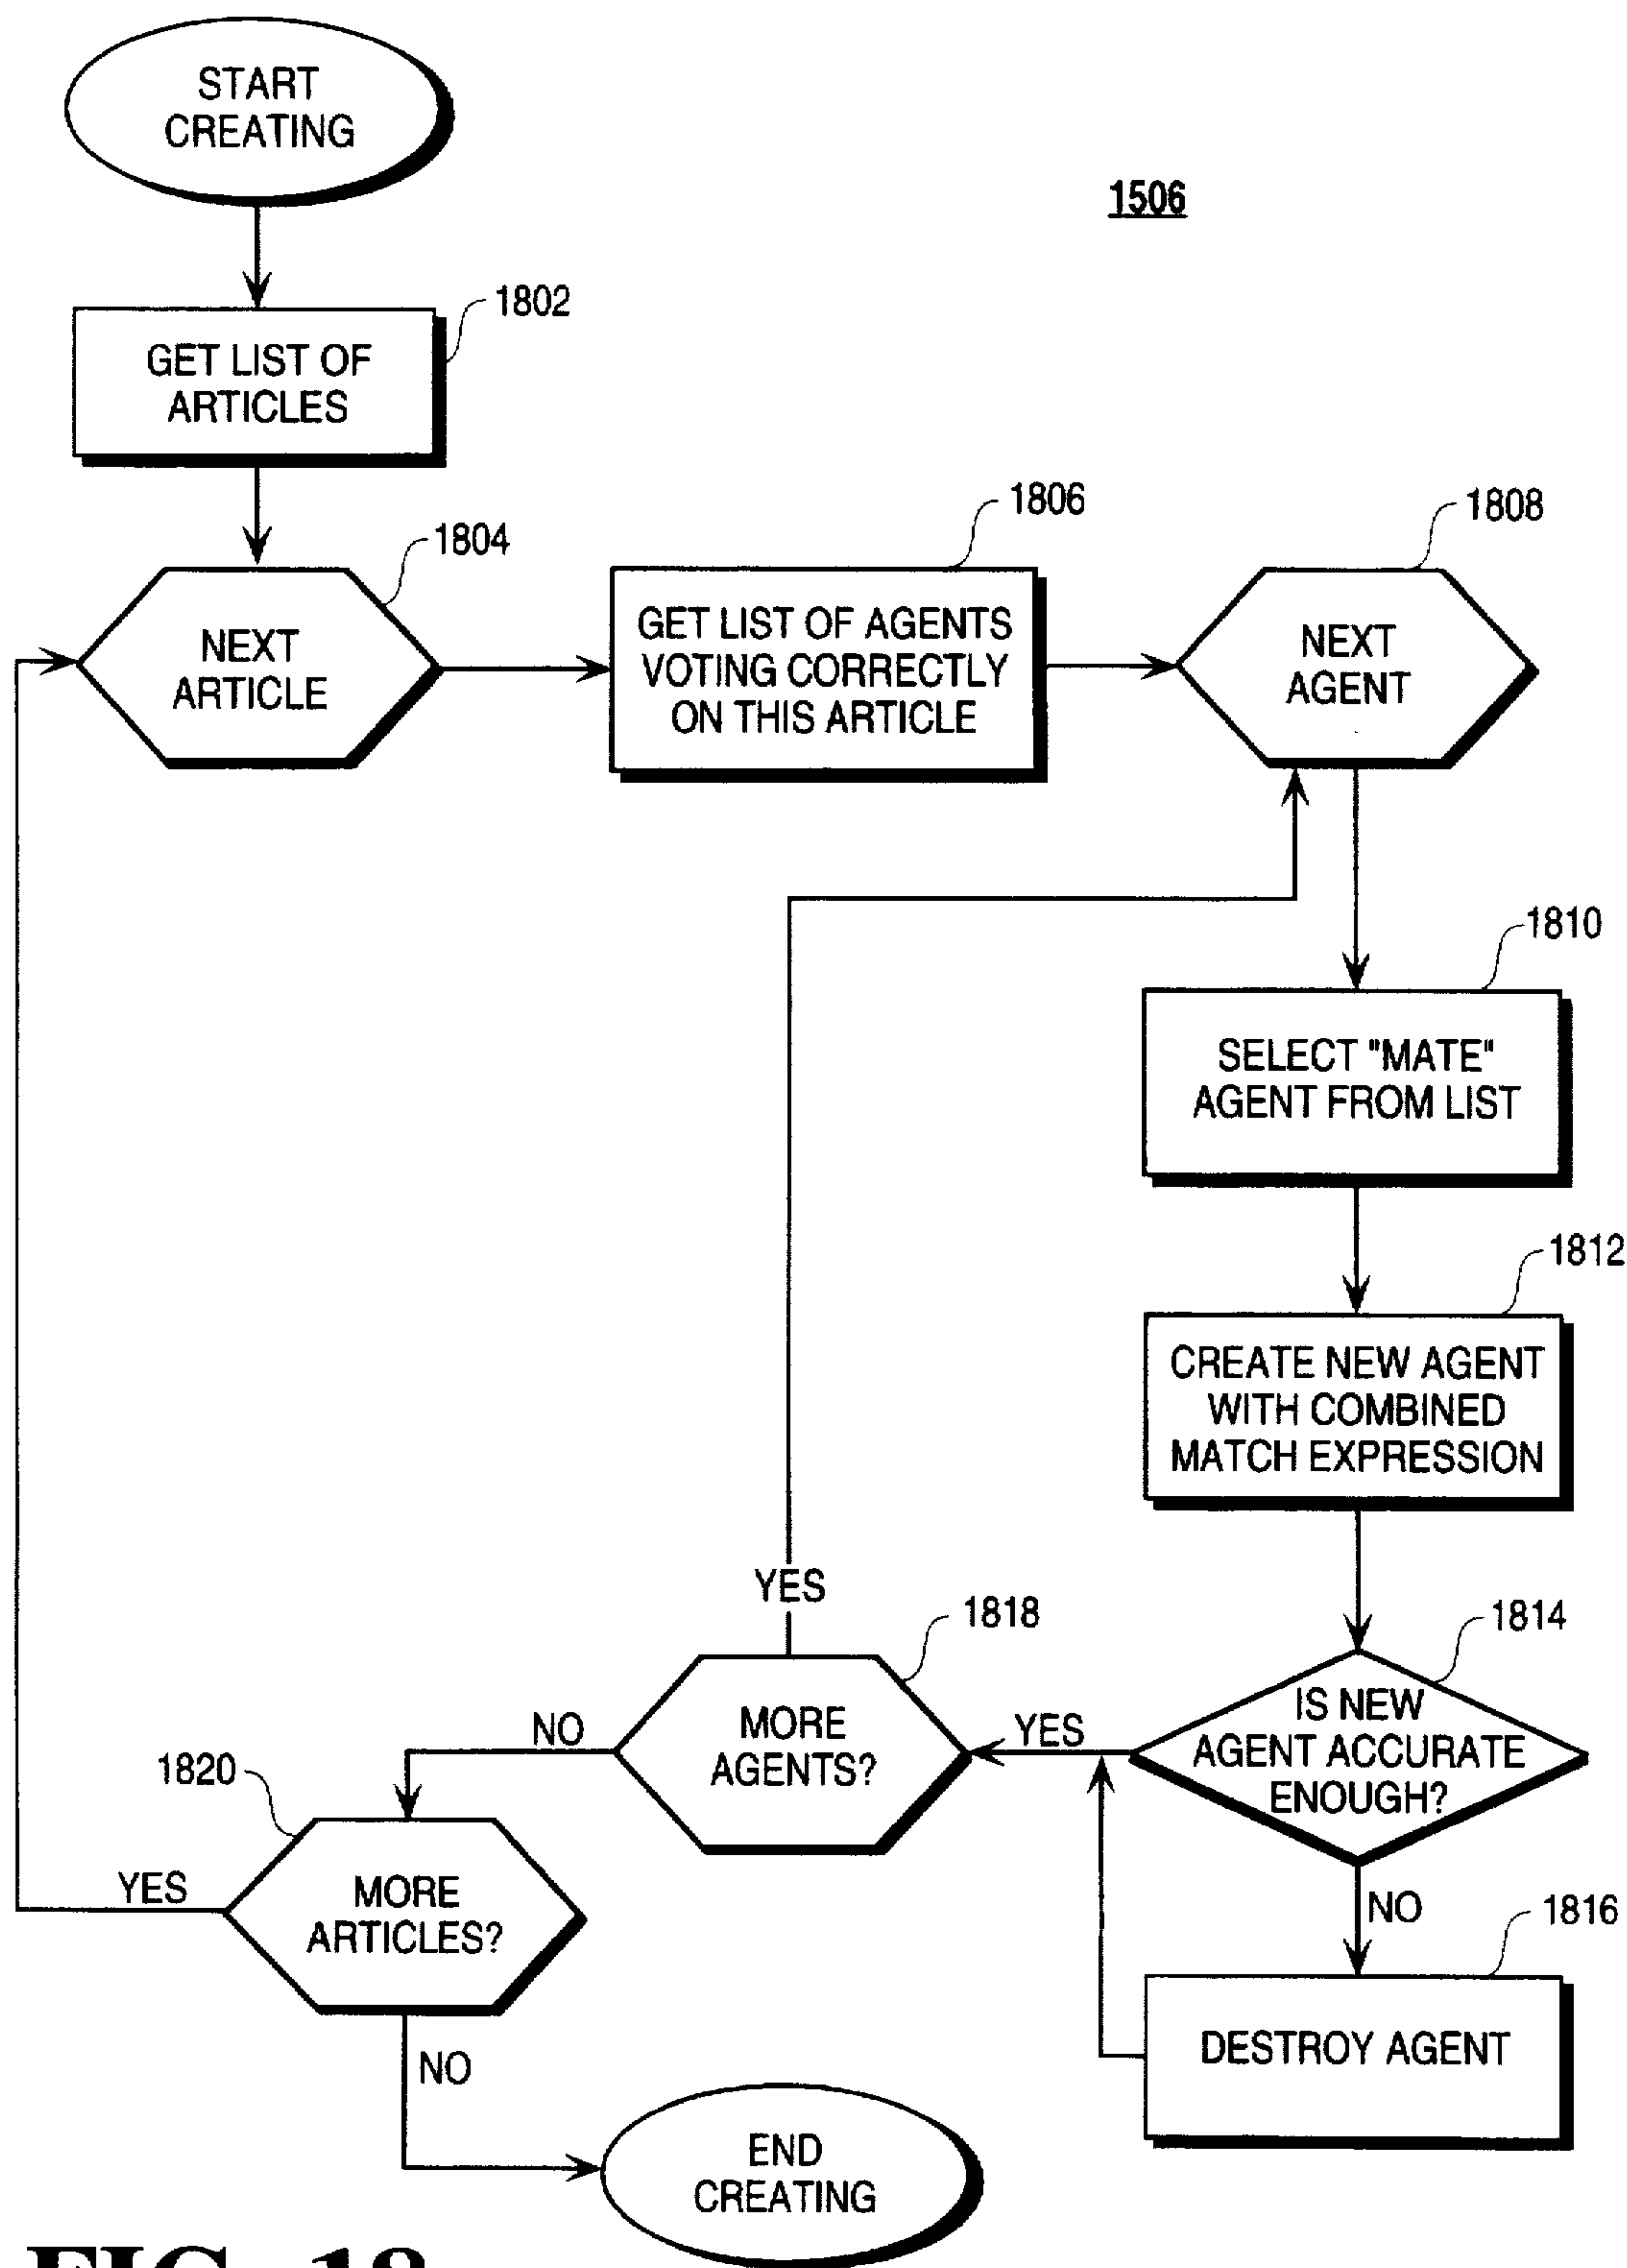 START
CREATING
1506
1802
GET LIST OF
ARTICLES
1804
NEXT
ARTICLE
1806
GET LIST OF AGENTS
VOTING CORRECTLY
ON THIS ARTICLE
1808
NEXT
AGENT
1810
SELECT "MATE"
AGENT FROM LIST
1812
CREATE NEW AGENT
WITH COMBINED
MATCH EXPRESSION
1814
IS NEW
AGENT ACCURATE
ENOUGH?
YES
NO
1816
DESTROY AGENT
1818
MORE
AGENTS?
YES
NO
1820
MORE
ARTICLES?
YES
NO
END
CREATING
FIG. 18